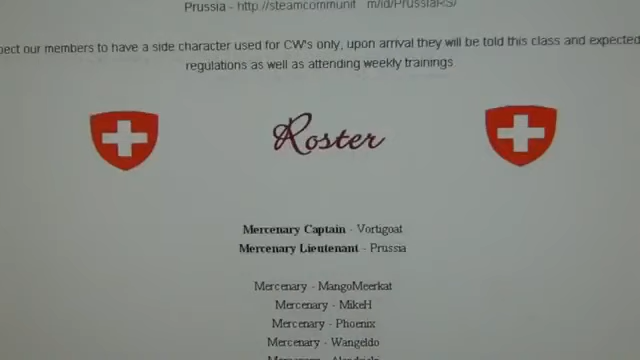 Prussia - http://steamcommunit m/id/PrussiaRS/
pect our members to have a side character used for CW's only, upon arrival they will be told this class and expected
regulations as well as attending weekly trainings
Roster
Mercenary Captain - Vortigoat
Mercenary Lieutenant - Prussia
Mercenary - MangoMeerkat
Mercenary - MikeH
Mercenary - Phoenix
Mercenary - Wangeldo